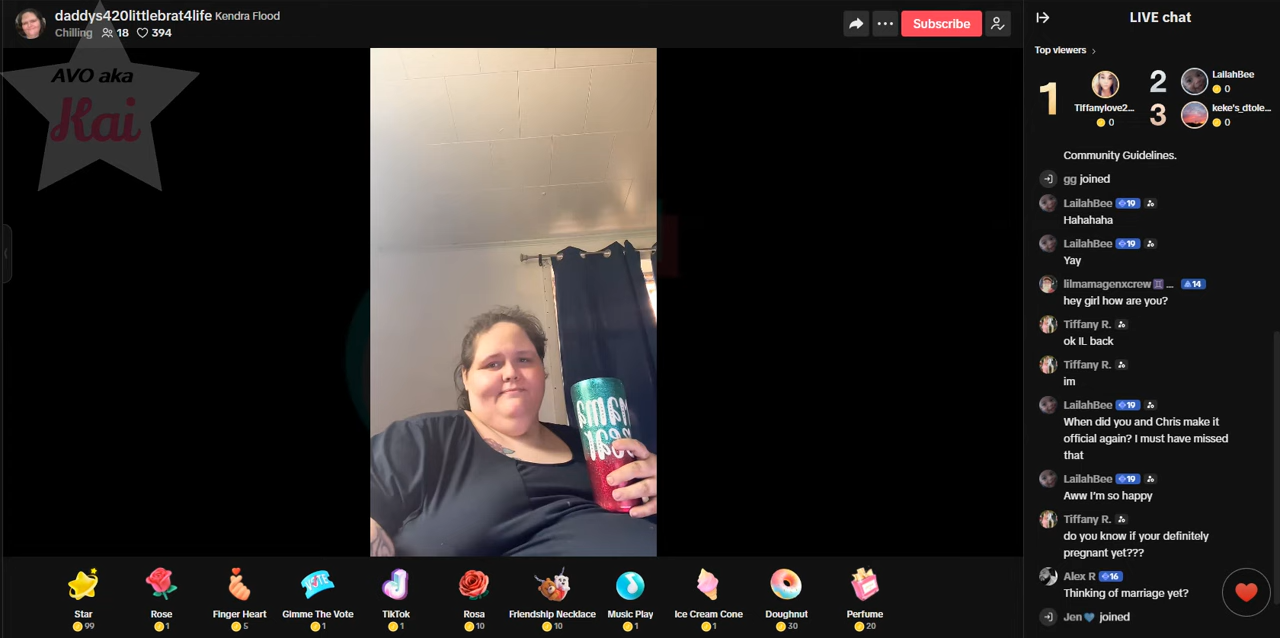 daddys420littlebrat4life Kendra Flood
Chilling 18 394
Subscribe
AVO aka
Kai
LIVE chat
Top viewers
1
Tiffanylove2...
0
2
LailahBee
0
3
keke's_dtole...
0
Community Guidelines.
gg joined
LailahBee 19
Hahahaha
LailahBee 19
Yay
lilmamagenxcrew ... 14
hey girl how are you?
Tiffany R.
ok IL back
Tiffany R.
im
LailahBee 19
When did you and Chris make it
official again? I must have missed
that
LailahBee 19
Aww I'm so happy
Tiffany R.
do you know if your definitely
pregnant yet???
Alex R 16
Thinking of marriage yet?
Jen💙 joined
MAMA
BEAR
Star
99
Rose
1
Finger Heart
5
Gimme The Vote
1
TikTok
1
Rosa
10
Friendship Necklace
10
Music Play
1
Ice Cream Cone
1
Doughnut
30
Perfume
20